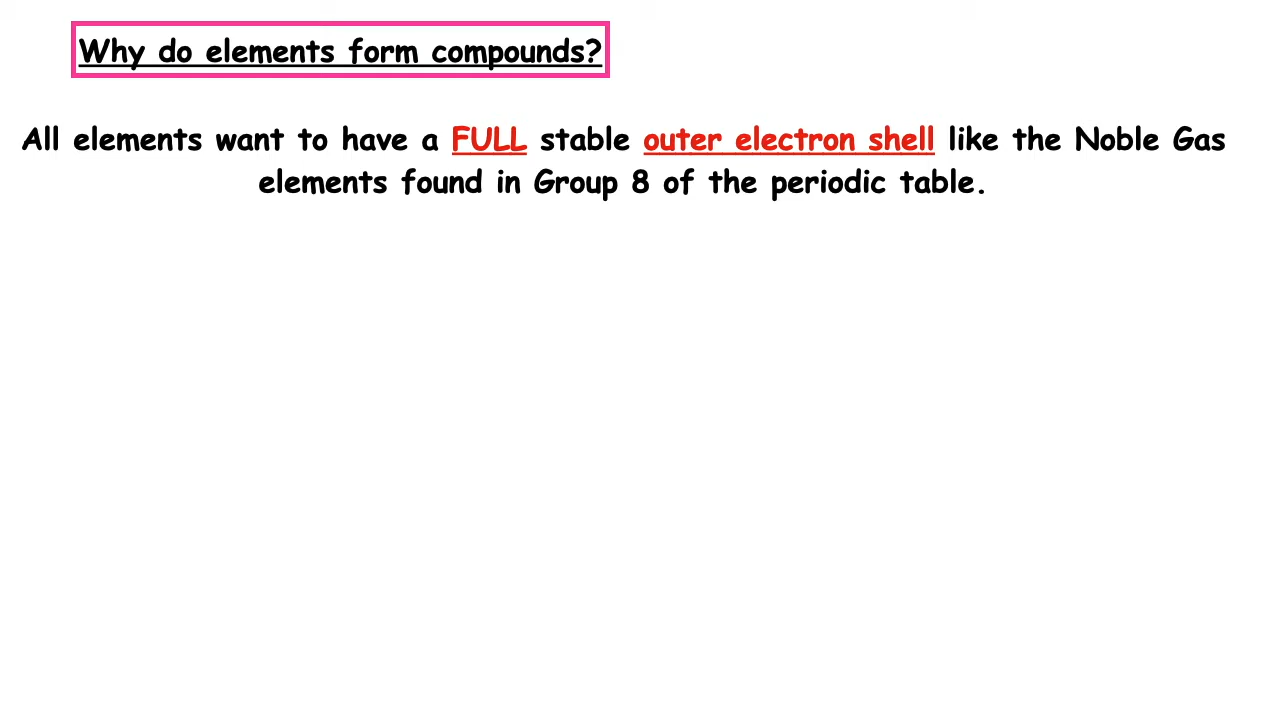 Why do elements form compounds?
All elements want to have a FULL stable outer electron shell like the Noble Gas
elements found in Group 8 of the periodic table.